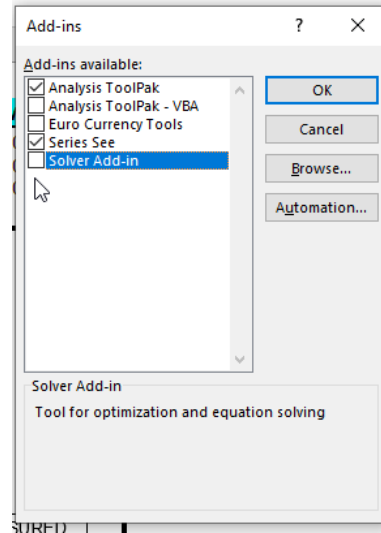 Add-ins
?
Add-ins available:
Analysis ToolPak
Analysis ToolPak - VBA
Euro Currency Tools
Series See
Solver Add-in
OK
Cancel
Browse...
Automation...
Solver Add-in
Tool for optimization and equation solving